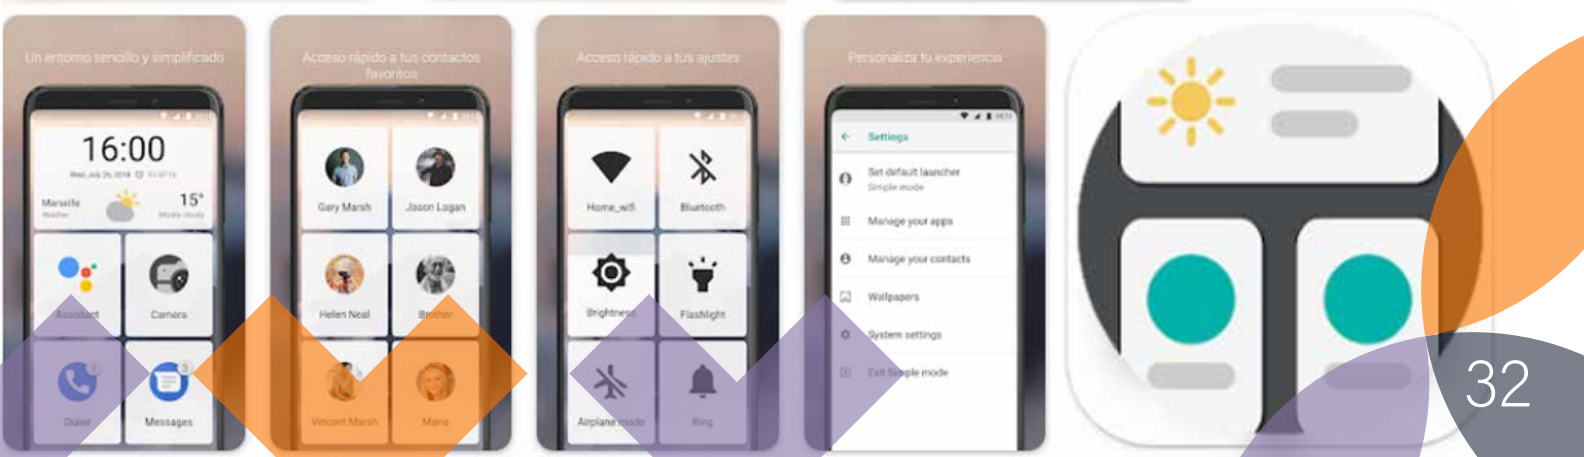 Un entorno sencillo y simplificado
16:00
Marseille
15°
Assistant
Camera
Dialer
Messages
Acceso rápido a tus contactos
favoritos
Gary Marsh
Jason Logan
Helen Neal
Brother
Vincent Marsh
Maria
Acceso rápido a tus ajustes
Home_wifi
Bluetooth
Brightness
Flashlight
Airplane mode
Ring
Personaliza tu experiencia
Settings
Set default launcher
Simple mode
Manage your apps
Manage your contacts
Wallpapers
System settings
Exit Simple mode
32